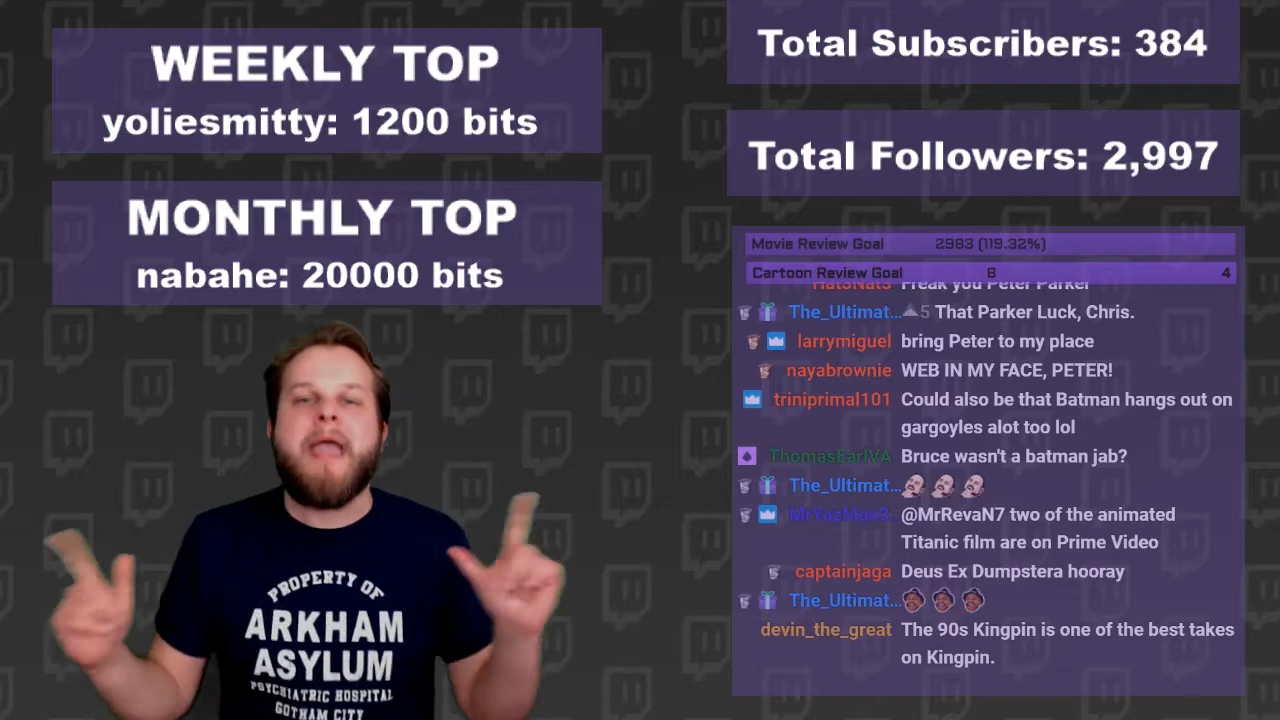 WEEKLY TOP
yoliesmitty: 1200 bits
MONTHLY TOP
nabahe: 20000 bits
Total Subscribers: 384
Total Followers: 2,997
Movie Review Goal 2983 (119.32%)
Cartoon Review Goal 8 4
Freak you Peter Parker
The_Ultimat... 5 That Parker Luck, Chris.
larrymiguel bring Peter to my place
nayabrownie WEB IN MY FACE, PETER!
triniprimal101 Could also be that Batman hangs out on
gargoyles alot too lol
ThomasEarlVA Bruce wasn't a batman jab?
The_Ultimat...
@MrRevaN7 two of the animated
Titanic film are on Prime Video
captainjaga Deus Ex Dumpstera hooray
The_Ultimat...
devin_the_great The 90s Kingpin is one of the best takes
on Kingpin.
PROPERTY OF
ARKHAM
ASYLUM
PSYCHIATRIC HOSPITAL
GOTHAM CITY